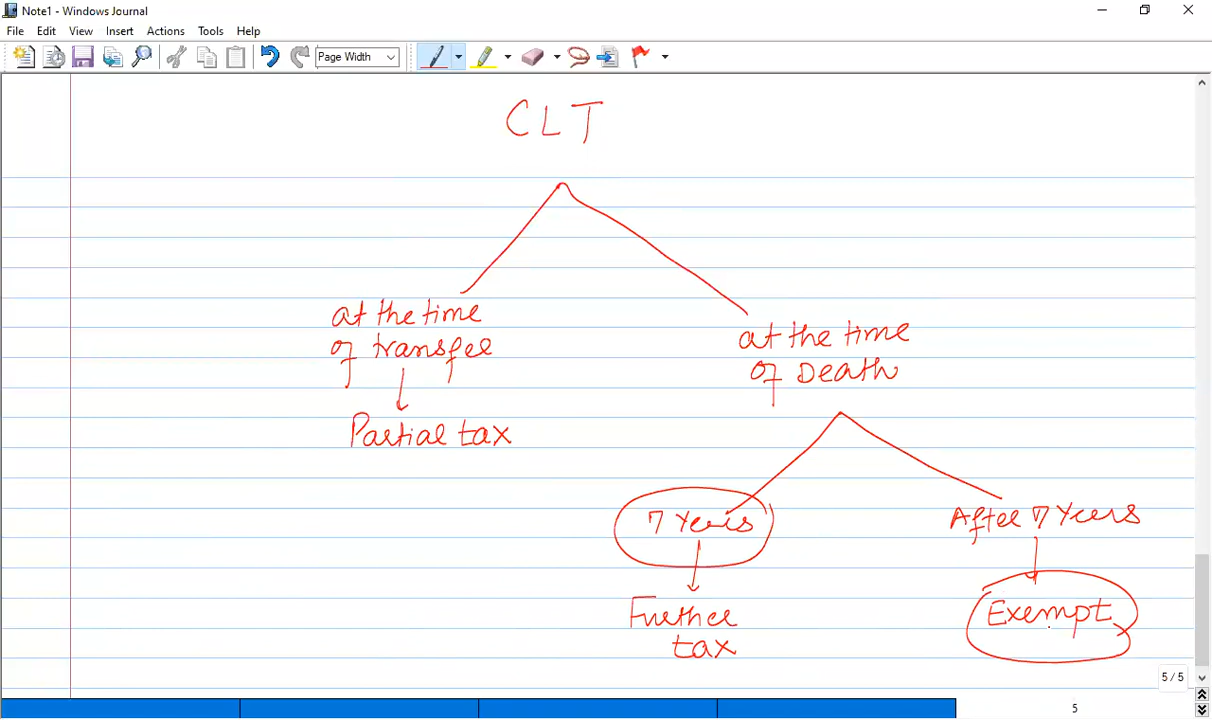 Note1 - Windows Journal
File Edit View Insert Actions Tools Help
Page Width
CLT
at the time
of transfer
Partial tax
at the time
of Death
7 Years
Further
tax
After 7 Years
Exempt
5 / 5
5